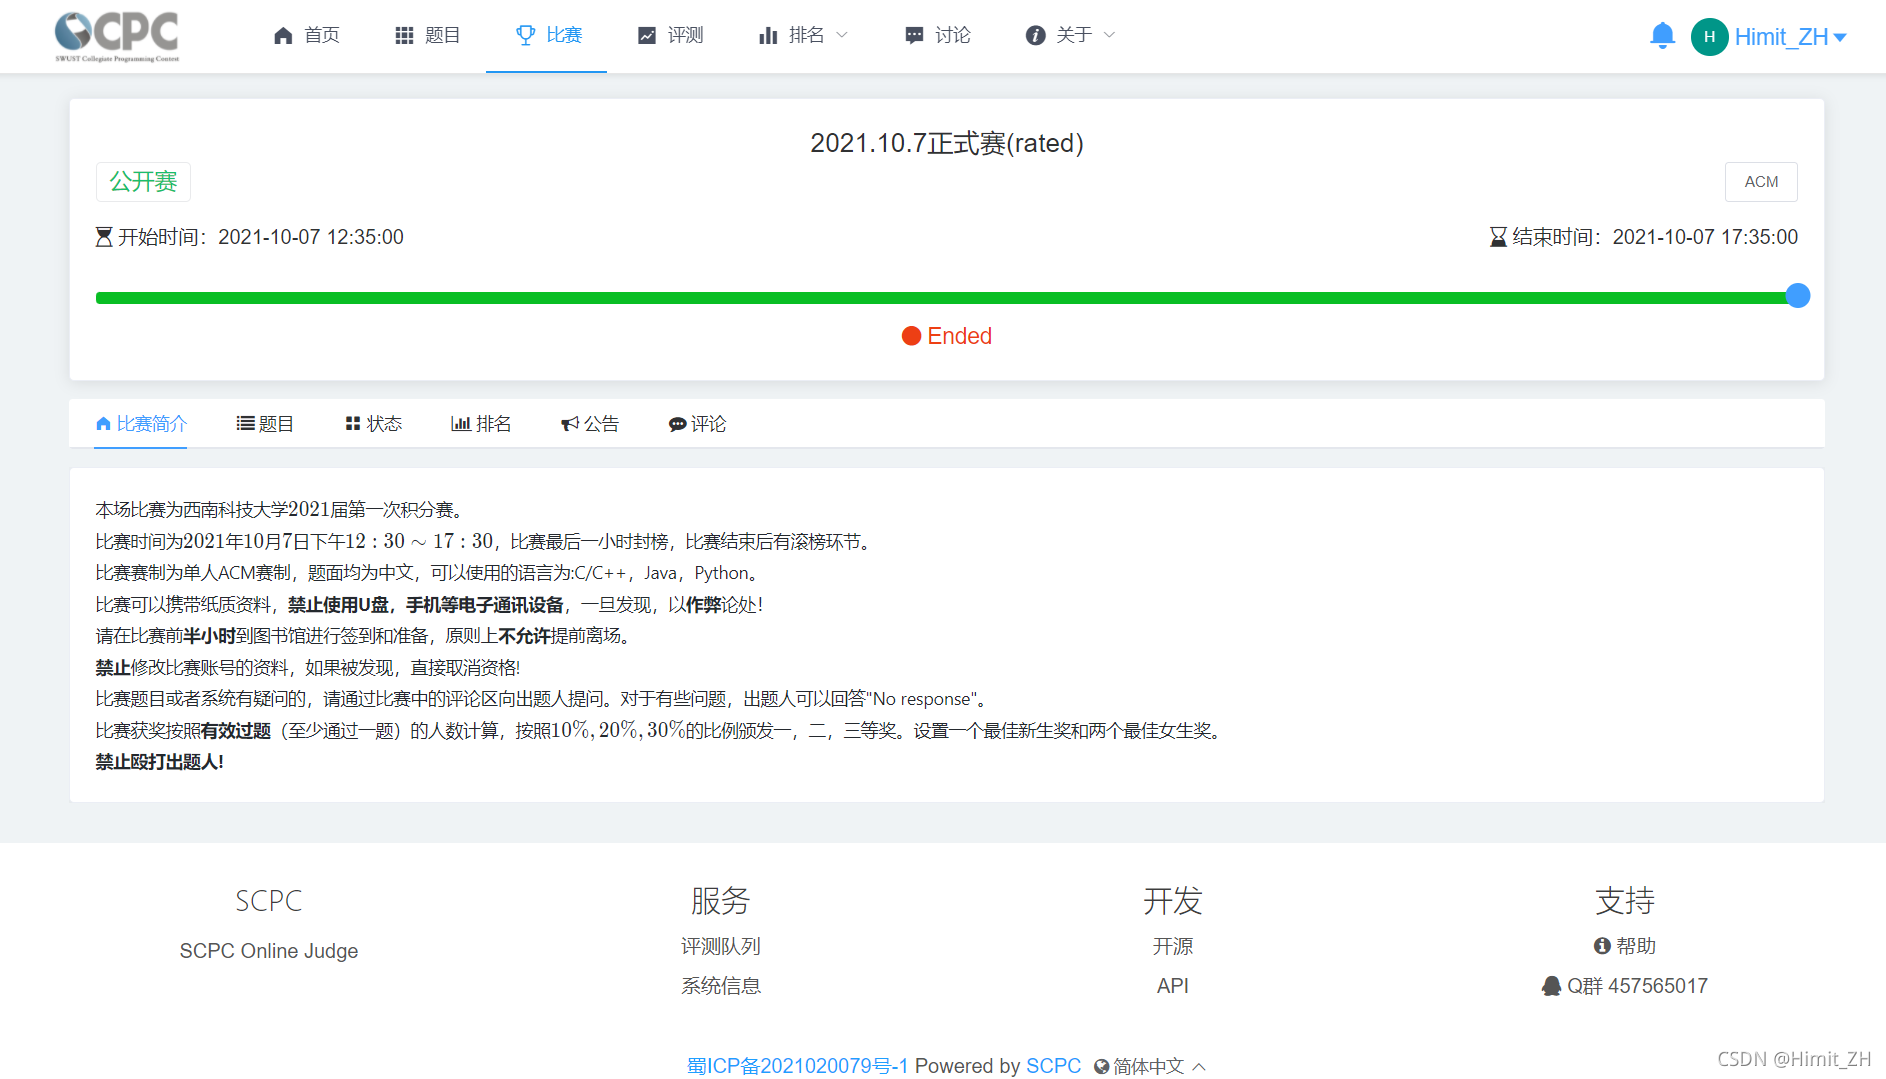 SCPC
SWUST Collegiate Programming Contest
首页
题目
比赛
评测
排名
讨论
关于
H
Himit_ZH
2021.10.7正式赛(rated)
公开赛
ACM
开始时间：2021-10-07 12:35:00
结束时间：2021-10-07 17:35:00
Ended
比赛简介
题目
状态
排名
公告
评论
本场比赛为西南科技大学2021届第一次积分赛。
比赛时间为2021年10月7日下午12 : 30 ∼ 17 : 30，比赛最后一小时封榜，比赛结束后有滚榜环节。
比赛赛制为单人ACM赛制，题面均为中文，可以使用的语言为:C/C++，Java，Python。
比赛可以携带纸质资料，禁止使用U盘，手机等电子通讯设备，一旦发现，以作弊论处!
请在比赛前半小时到图书馆进行签到和准备，原则上不允许提前离场。
禁止修改比赛账号的资料，如果被发现，直接取消资格!
比赛题目或者系统有疑问的，请通过比赛中的评论区向出题人提问。对于有些问题，出题人可以回答"No response"。
比赛获奖按照有效过题（至少通过一题）的人数计算，按照10%, 20%, 30%的比例颁发一，二，三等奖。设置一个最佳新生奖和两个最佳女生奖。
禁止殴打出题人!
SCPC
SCPC Online Judge
服务
评测队列
系统信息
开发
开源
API
支持
帮助
Q群 457565017
蜀ICP备2021020079号-1 Powered by SCPC 简体中文
CSDN @Himit_ZH